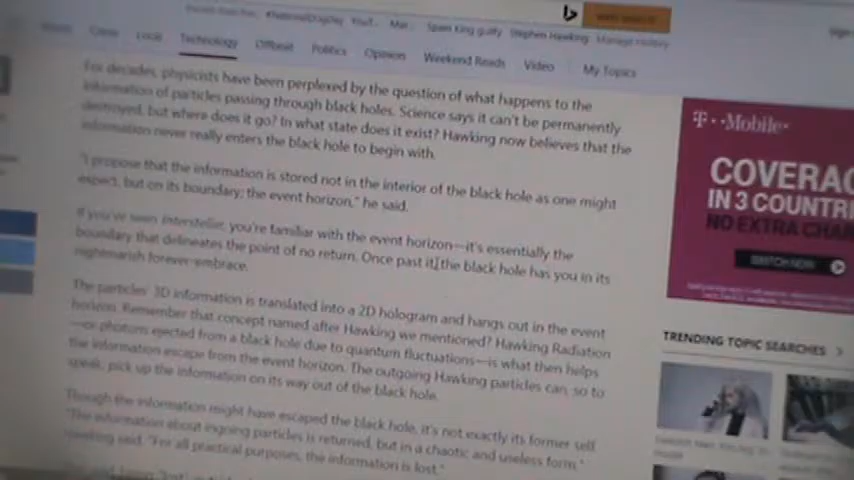 #NationalDogDay
Spain King guilty
Stephen Hawking
Manage History
Sign
Local
Technology
Offbeat
Politics
Opinion
Weekend Reads
Video
My Topics
For decades, physicists have been perplexed by the question of what happens to the
information of particles passing through black holes. Science says it can't be permanently
destroyed, but where does it go? In what state does it exist? Hawking now believes that the
information never really enters the black hole to begin with.
"I propose that the information is stored not in the interior of the black hole as one might
expect, but on its boundary, the event horizon," he said.
If you've seen Interstellar, you're familiar with the event horizon—it's essentially the
boundary that delineates the point of no return. Once past it, the black hole has you in its
nightmarish forever-embrace.
The particles' 3D information is translated into a 2D hologram and hangs out in the event
horizon. Remember that concept named after Hawking we mentioned? Hawking Radiation
—or photons ejected from a black hole due to quantum fluctuations—is what then helps
the information escape from the event horizon. The outgoing Hawking particles can, so to
speak, pick up the information on its way out of the black hole.
Though the information might have escaped the black hole, it's not exactly its former self.
"The information about ingoing particles is returned, but in a chaotic and useless form,"
Hawking said. "For all practical purposes, the information is lost."
T-Mobile
COVERAG
IN 3 COUNTRI
NO EXTRA CHA
SWITCH NOW
TRENDING TOPIC SEARCHES